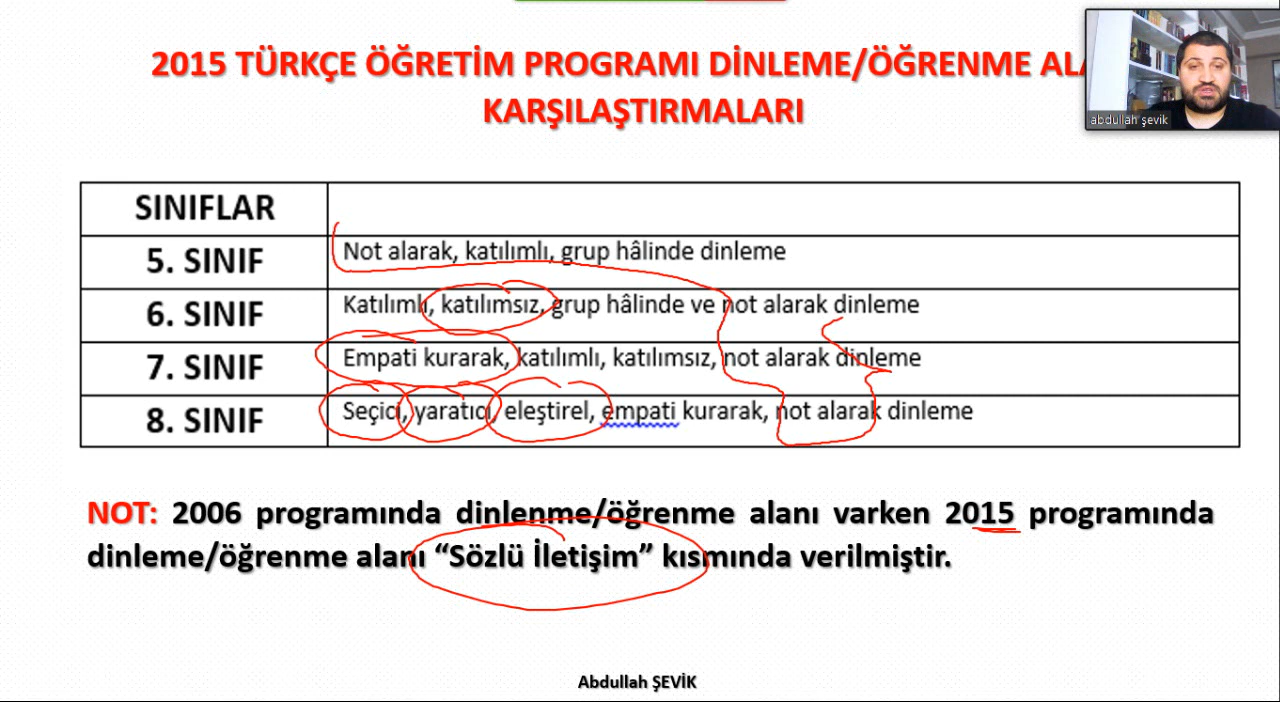 2015 TÜRKÇE ÖĞRETİM PROGRAMI DİNLEME/ÖĞRENME
KARŞILAŞTIRMALARI
abdullah şevik
SINIFLAR
5. SINIF Not alarak, katılımlı, grup hâlinde dinleme
6. SINIF Katılımlı, katılımsız, grup hâlinde ve not alarak dinleme
7. SINIF Empati kurarak, katılımlı, katılımsız, not alarak dinleme
8. SINIF Seçici, yaratıcı, eleştirel, empati kurarak, not alarak dinleme
NOT: 2006 programında dinlenme/öğrenme alanı varken 2015 programında
dinleme/öğrenme alanı “Sözlü İletişim” kısmında verilmiştir.
Abdullah ŞEVİK